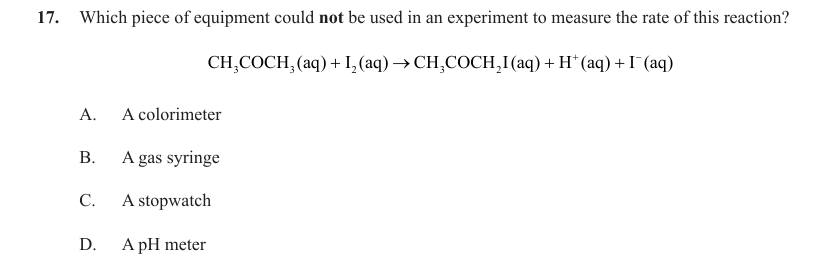 17. Which piece of equipment could not be used in an experiment to measure the rate of this reaction?
CH₃COCH₃(aq) + I₂(aq) → CH₃COCH₂I(aq) + H⁺(aq) + I⁻(aq)
A. A colorimeter
B. A gas syringe
C. A stopwatch
D. A pH meter